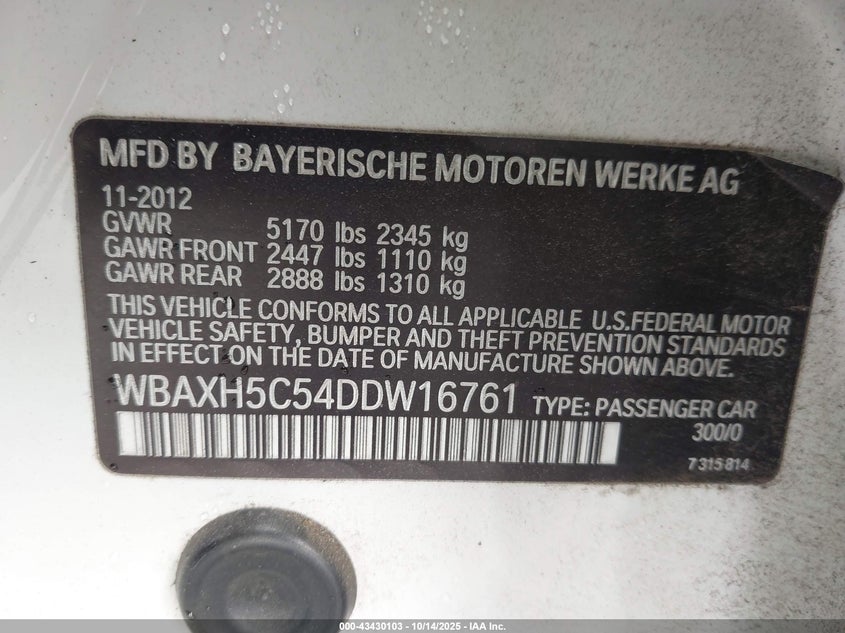 MFD BY BAYERISCHE MOTOREN WERKE AG
11-2012
GVWR 5170 lbs 2345 kg
GAWR FRONT 2447 lbs 1110 kg
GAWR REAR 2888 lbs 1310 kg
THIS VEHICLE CONFORMS TO ALL APPLICABLE U.S.FEDERAL MOTOR
VEHICLE SAFETY, BUMPER AND THEFT PREVENTION STANDARDS
IN EFFECT ON THE DATE OF MANUFACTURE SHOWN ABOVE.
WBAXH5C54DDW16761 TYPE: PASSENGER CAR
300/0
7 315 814
000-43430103 - 10/14/2025 - IAA Inc.